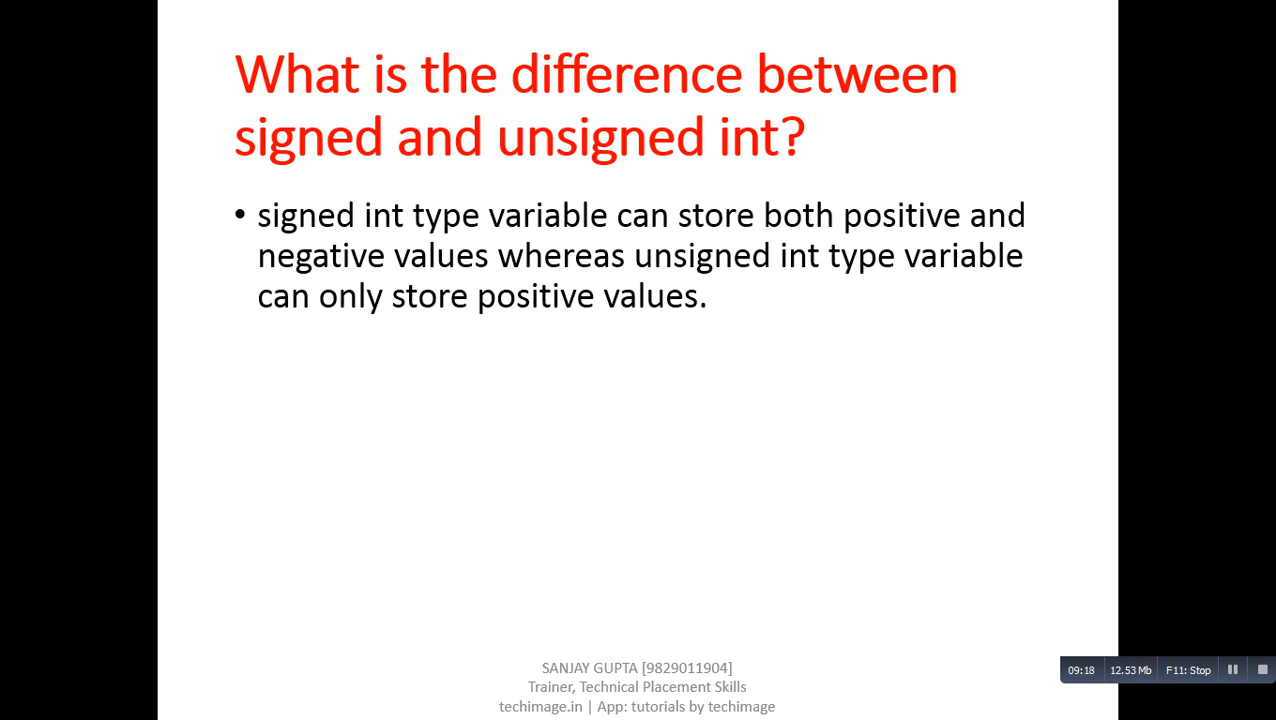 What is the difference between
signed and unsigned int?
• signed int type variable can store both positive and
negative values whereas unsigned int type variable
can only store positive values.
SANJAY GUPTA [9829011904]
Trainer, Technical Placement Skills
techimage.in | App: tutorials by techimage
09:18 12.53 Mb F11: Stop